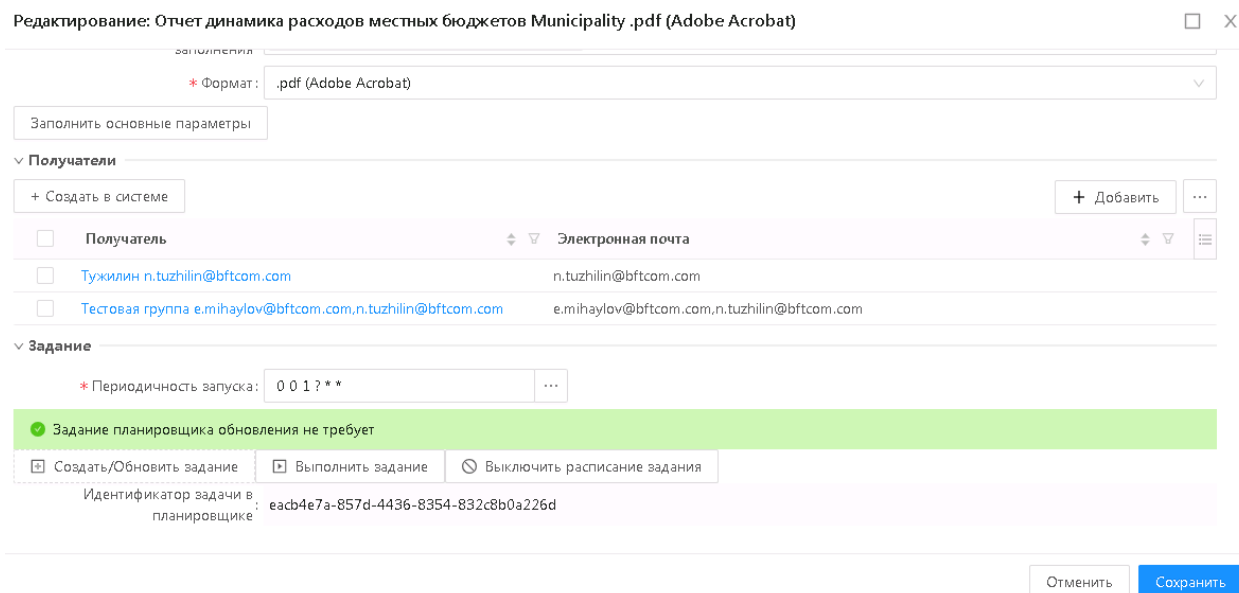 Редактирование: Отчет динамика расходов местных бюджетов Municipality .pdf (Adobe Acrobat)
заполнения
* Формат: .pdf (Adobe Acrobat)
Заполнить основные параметры
Получатели
+ Создать в системе
+ Добавить ...
Получатель Электронная почта
Тужилин n.tuzhilin@bftcom.com n.tuzhilin@bftcom.com
Тестовая группа e.mihaylov@bftcom.com,n.tuzhilin@bftcom.com e.mihaylov@bftcom.com,n.tuzhilin@bftcom.com
Задание
* Периодичность запуска: 0 0 1 ? * * ...
Задание планировщика обновления не требует
Создать/Обновить задание Выполнить задание Выключить расписание задания
Идентификатор задачи в
планировщике : eacb4e7a-857d-4436-8354-832c8b0a226d
Отменить Сохранить